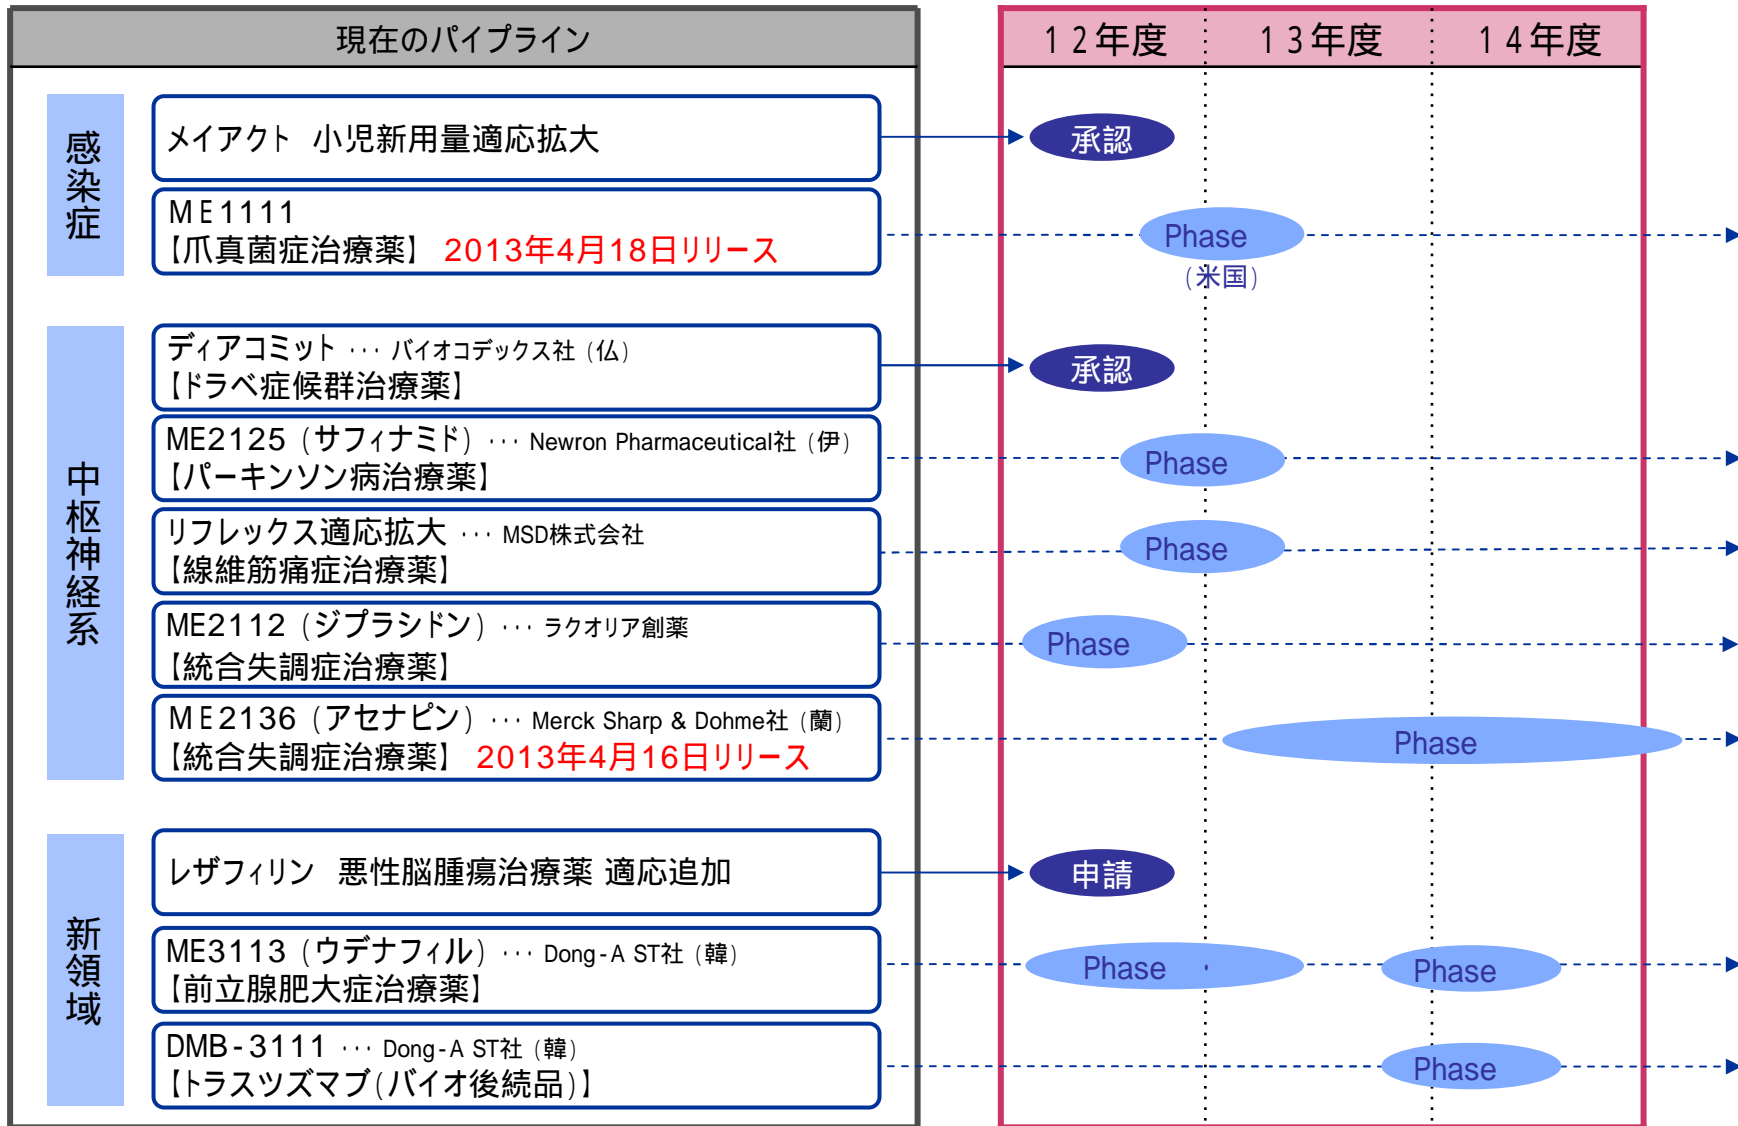 現在のパイプライン
12年度 13年度 14年度
感染症
メイアクト 小児新用量適応拡大
承認
ME1111
【爪真菌症治療薬】 2013年4月18日リリース
Phase
(米国)
中枢神経系
ディアコミット ・・・ バイオコデックス社 (仏)
【ドラベ症候群治療薬】
承認
ME2125 (サフィナミド) ・・・ Newron Pharmaceutical社 (伊)
【パーキンソン病治療薬】
Phase
リフレックス適応拡大 ・・・ MSD株式会社
【線維筋痛症治療薬】
Phase
ME2112 (ジプラシドン) ・・・ ラクオリア創薬
【統合失調症治療薬】
Phase
ME2136 (アセナピン) ・・・ Merck Sharp & Dohme社 (蘭)
【統合失調症治療薬】 2013年4月16日リリース
Phase
新領域
レザフィリン 悪性脳腫瘍治療薬 適応追加
申請
ME3113 (ウデナフィル) ・・・ Dong-A ST社 (韓)
【前立腺肥大症治療薬】
Phase ・ Phase
DMB-3111 ・・・ Dong-A ST社 (韓)
【トラスツズマブ(バイオ後続品)】
Phase